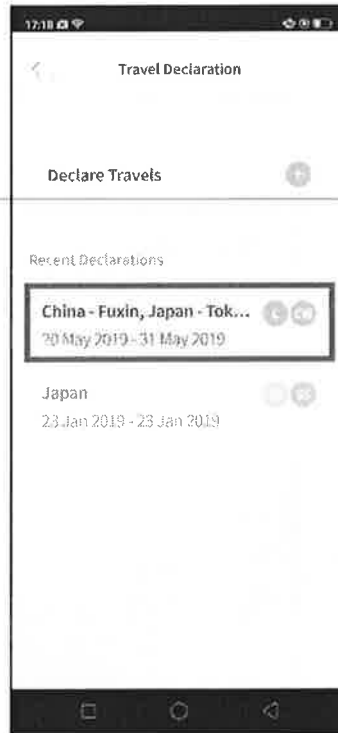 17:18
Travel Declaration
Declare Travels
Recent Declarations
China - Fuxin, Japan - Tok...
20 May 2019 - 31 May 2019
Japan
23 Jan 2019 - 23 Jan 2019